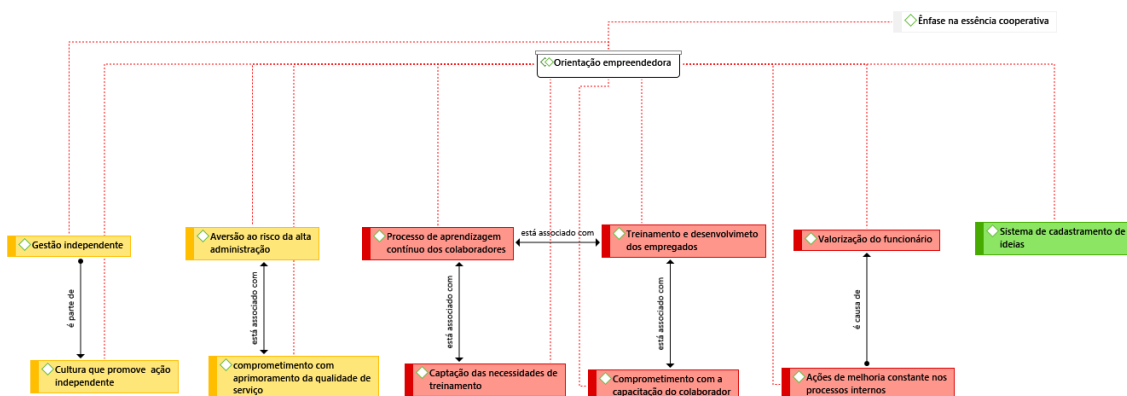 Ênfase na essência cooperativa
Orientação empreendedora
Gestão independente
Aversão ao risco da alta
administração
Processo de aprendizagem
contínuo dos colaboradores
está associado com
Treinamento e desenvolvimeto
dos empregados
Valorização do funcionário
Sistema de cadastramento de
ideias
é parte de
está associado com
está associado com
está associado com
é causa de
Cultura que promove ação
independente
comprometimento com
aprimoramento da qualidade de
serviço
Captação das necessidades de
treinamento
Comprometimento com a
capacitação do colaborador
Ações de melhoria constante nos
processos internos